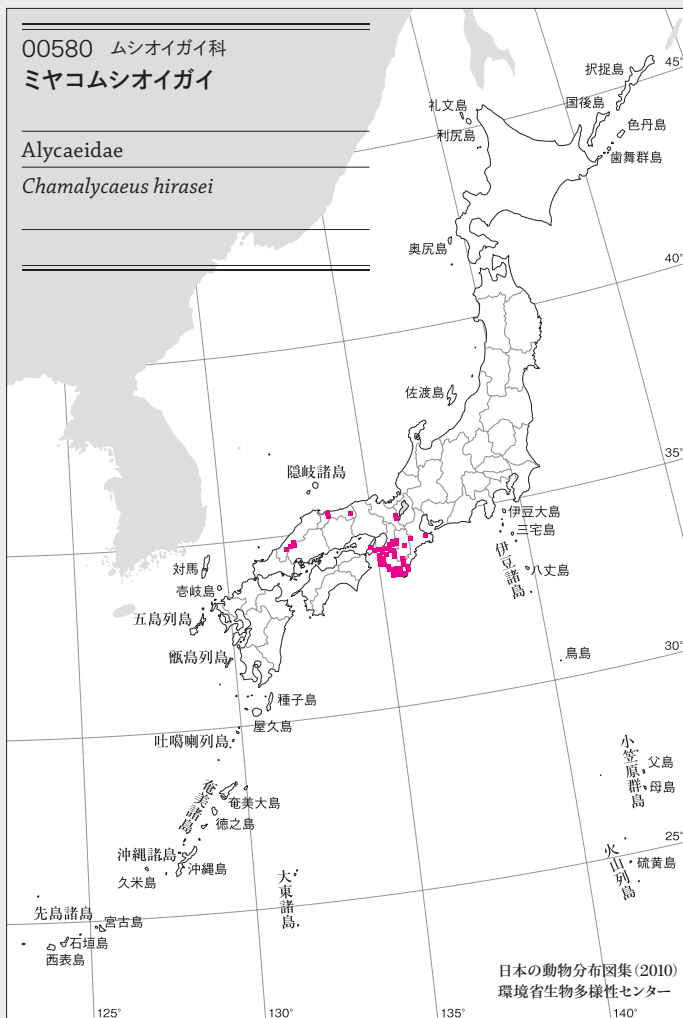 00580 ムシオイガイ科
ミヤコムシオイガイ
Alycaeidae
Chamalycaeus hirasei
択捉島
45°
国後島
礼文島
色丹島
利尻島
歯舞群島
奥尻島
40°
佐渡島
35°
隠岐諸島
伊豆大島
三宅島
伊豆諸島
八丈島
対馬
壱岐島
五島列島
甑島列島
鳥島
30°
種子島
屋久島
吐噶喇列島
小笠原群島
父島
母島
奄美諸島
奄美大島
徳之島
25°
沖縄諸島
沖縄島
久米島
火山列島
硫黄島
大東諸島
先島諸島
宮古島
石垣島
西表島
日本の動物分布図集(2010)
環境省生物多様性センター
125°
130°
135°
140°